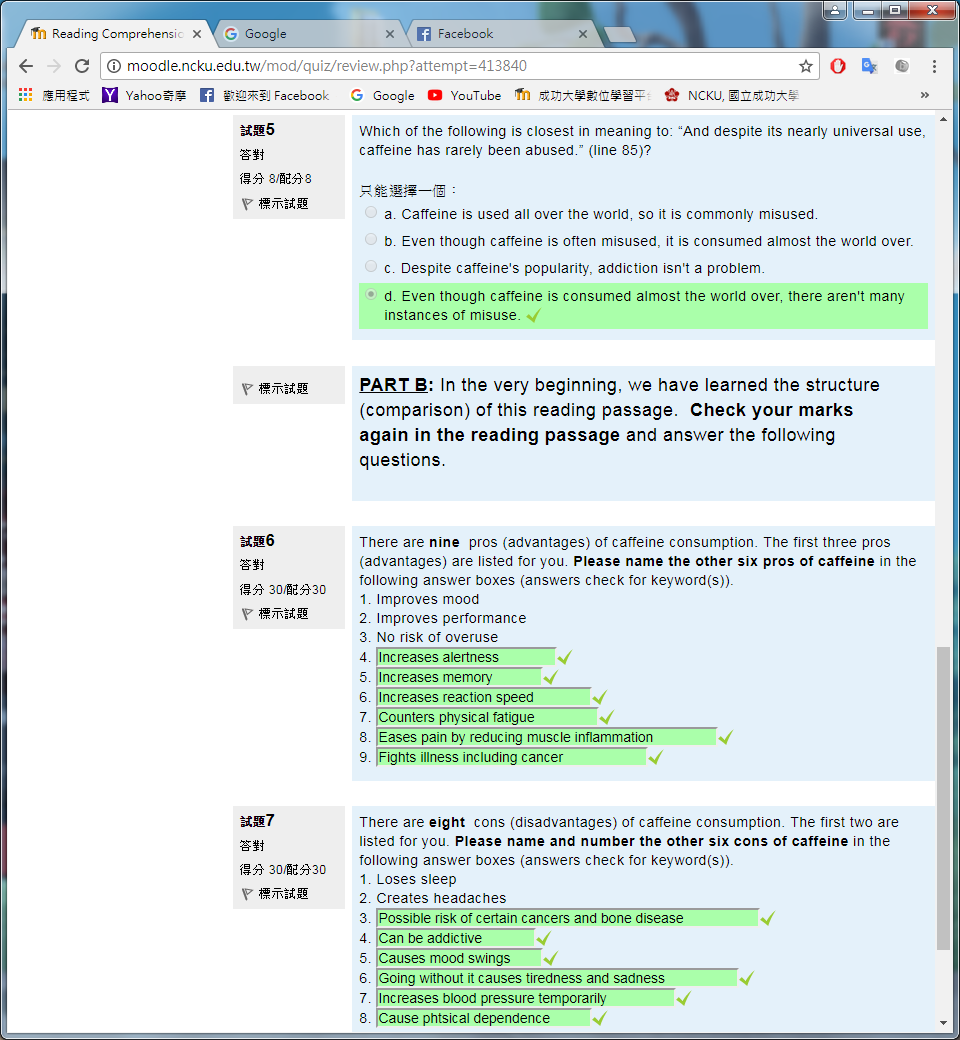 Reading Comprehensio
Google
Facebook
moodle.ncku.edu.tw/mod/quiz/review.php?attempt=413840
應用程式 Yahoo奇摩 歡迎來到 Facebook Google YouTube 成功大學數位學習平 NCKU, 國立成功大學 »
試題5
答對
得分 8/配分8
標示試題
Which of the following is closest in meaning to: “And despite its nearly universal use,
caffeine has rarely been abused.” (line 85)?
只能選擇一個：
a. Caffeine is used all over the world, so it is commonly misused.
b. Even though caffeine is often misused, it is consumed almost the world over.
c. Despite caffeine's popularity, addiction isn't a problem.
d. Even though caffeine is consumed almost the world over, there aren't many
instances of misuse.
標示試題
PART B: In the very beginning, we have learned the structure
(comparison) of this reading passage. Check your marks
again in the reading passage and answer the following
questions.
試題6
答對
得分 30/配分30
標示試題
There are nine pros (advantages) of caffeine consumption. The first three pros
(advantages) are listed for you. Please name the other six pros of caffeine in the
following answer boxes (answers check for keyword(s)).
1. Improves mood
2. Improves performance
3. No risk of overuse
4. Increases alertness
5. Increases memory
6. Increases reaction speed
7. Counters physical fatigue
8. Eases pain by reducing muscle inflammation
9. Fights illness including cancer
試題7
答對
得分 30/配分30
標示試題
There are eight cons (disadvantages) of caffeine consumption. The first two are
listed for you. Please name and number the other six cons of caffeine in the
following answer boxes (answers check for keyword(s)).
1. Loses sleep
2. Creates headaches
3. Possible risk of certain cancers and bone disease
4. Can be addictive
5. Causes mood swings
6. Going without it causes tiredness and sadness
7. Increases blood pressure temporarily
8. Cause phtsical dependence